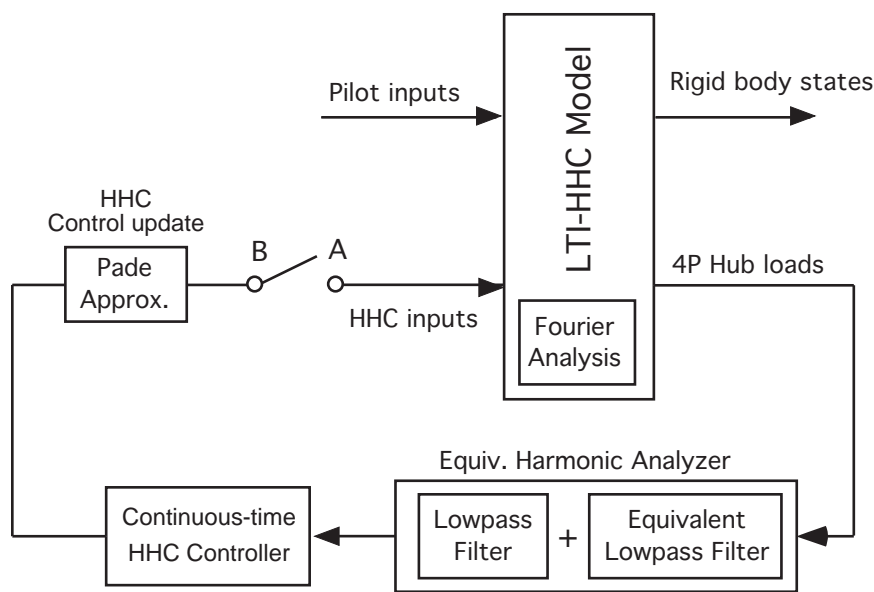 Pilot inputs
LTI-HHC Model
Rigid body states
HHC
Control update
Pade
Approx.
B
A
HHC inputs
4P Hub loads
Fourier
Analysis
Equiv. Harmonic Analyzer
Continuous-time
HHC Controller
Lowpass
Filter
+
Equivalent
Lowpass Filter